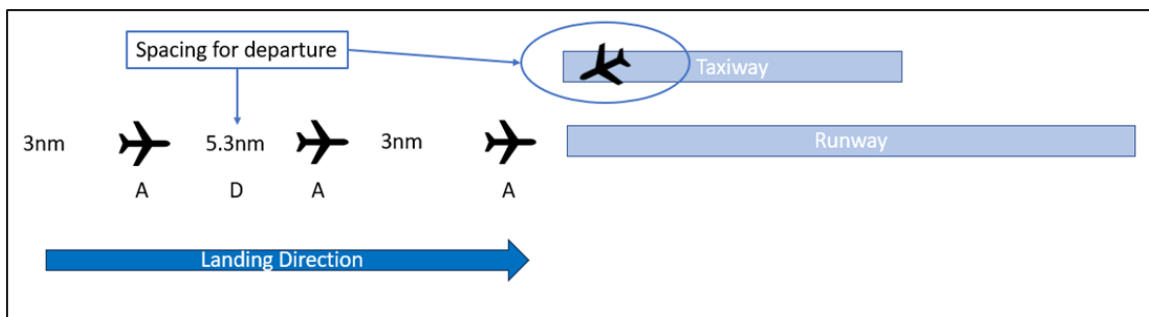 Spacing for departure
Taxiway
3nm 5.3nm 3nm Runway
A D A A
Landing Direction